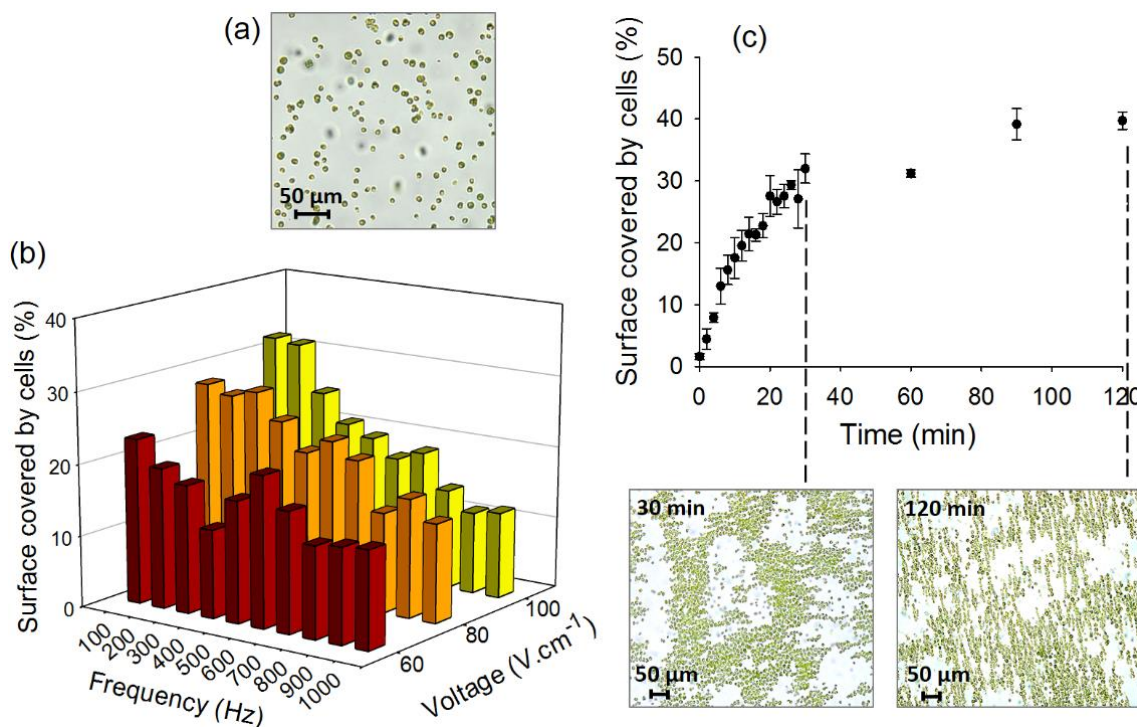 (a)
50 µm
(b)
Surface covered by cells (%)
40
30
20
10
0
100
200
300
400
500
600
700
800
900
1000
Frequency (Hz)
60
80
100
Voltage (V.cm⁻¹)
(c)
Surface covered by cells (%)
50
40
30
20
10
0
0 20 40 60 80 100 120
Time (min)
30 min
50 µm
120 min
50 µm